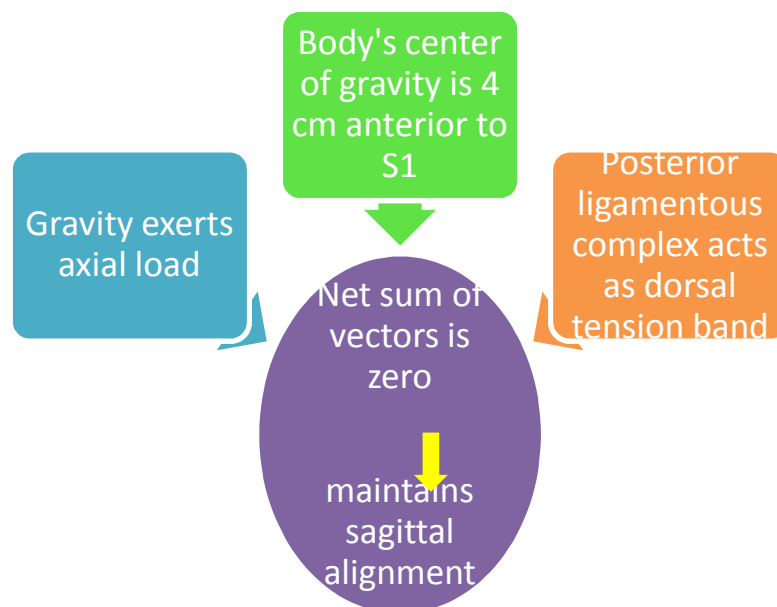 Body's center
of gravity is 4
cm anterior to
S1
Gravity exerts
axial load
Posterior
ligamentous
complex acts
as dorsal
tension band
Net sum of
vectors is
zero
maintains
sagittal
alignment